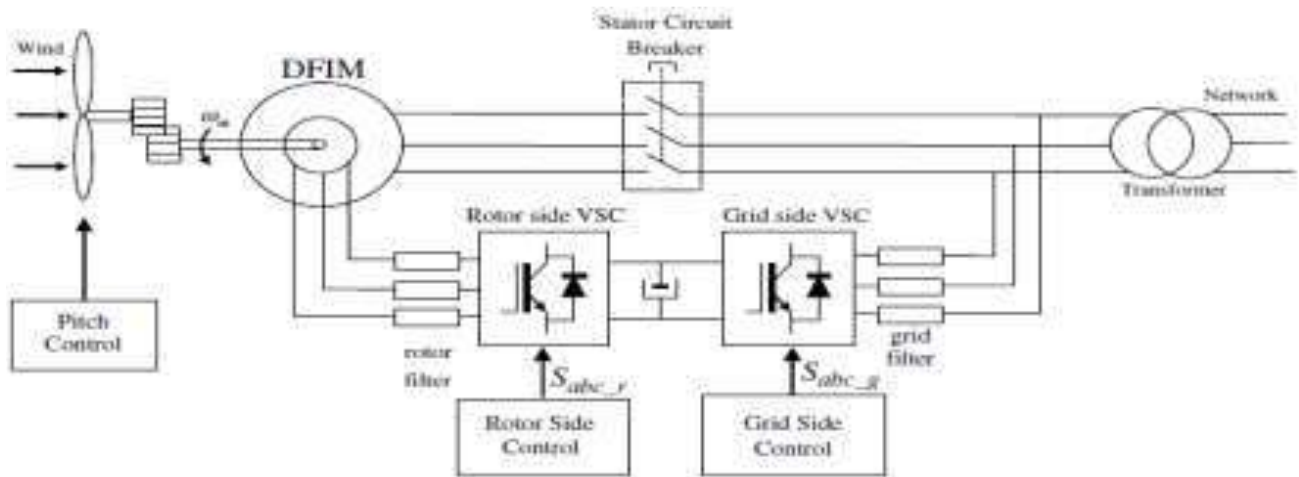 Stator Circuit
Breaker
Wind
DFIM
Network
ω_m
Transformer
Rotor side VSC
Grid side VSC
Pitch
Control
rotor
filter
grid
filter
S_abc_r
S_abc_g
Rotor Side
Control
Grid Side
Control